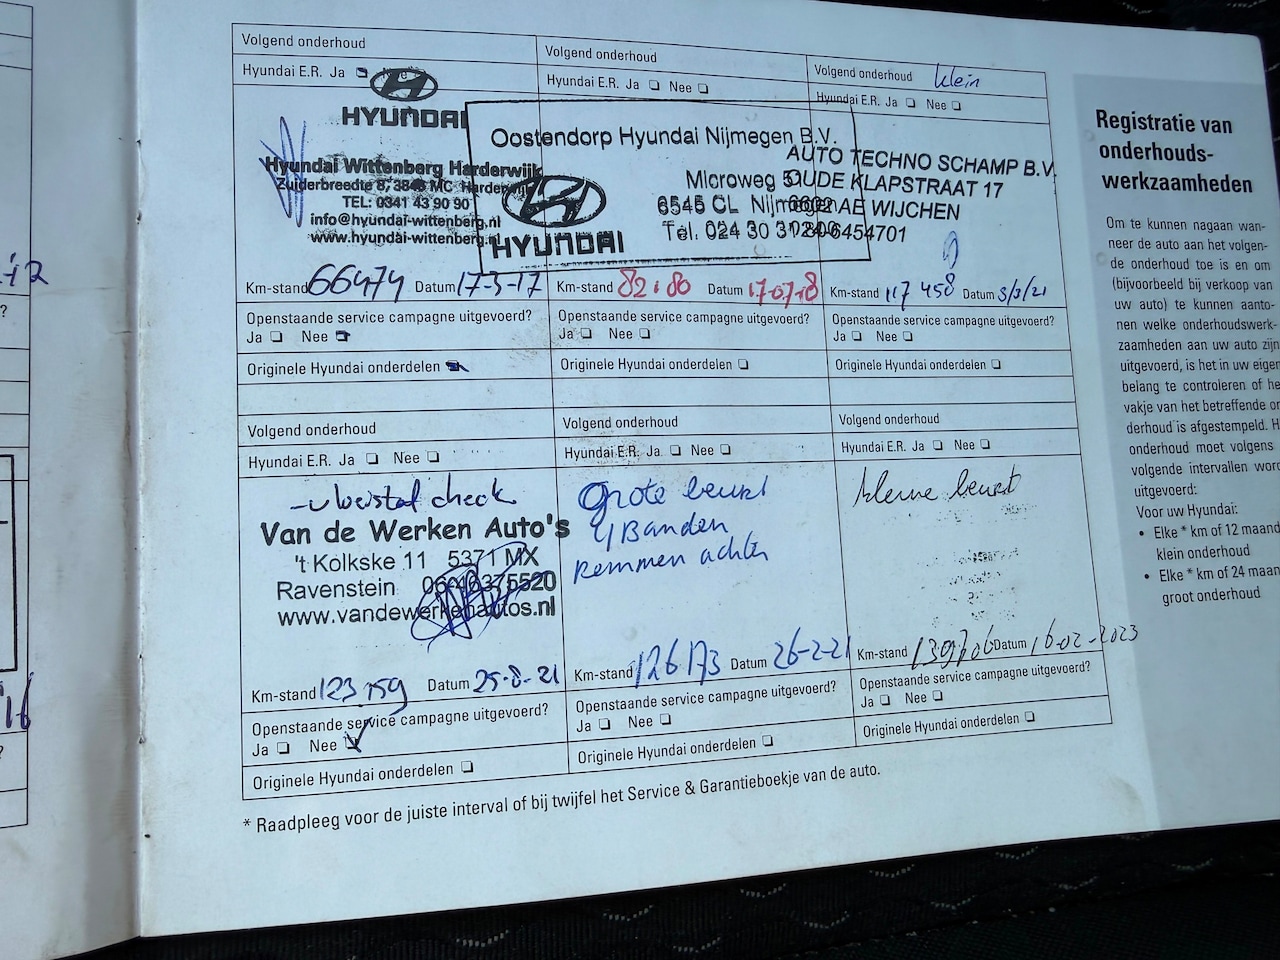 Volgend onderhoud
Hyundai E.R. Ja Nee
HYUNDAI
Hyundai Wittenberg Harderwijk
Zuiderbreedte 8, 3845 MC Harderwijk
TEL: 0341 43 90 90
info@hyundai-wittenberg.nl
www.hyundai-wittenberg.nl
Km-stand 66474 Datum 17-3-17
Openstaande service campagne uitgevoerd?
Ja Nee
Originele Hyundai onderdelen
Volgend onderhoud
Hyundai E.R. Ja Nee
Oostendorp Hyundai Nijmegen B.V.
Microweg
6545 CL Nijmegen
Tel. 024 30
HYUNDAI
Km-stand Datum 17-07-18
Openstaande service campagne uitgevoerd?
Ja Nee
Originele Hyundai onderdelen
Volgend onderhoud klein
Hyundai E.R. Ja Nee
AUTO TECHNO SCHAMP B.V.
OUDE KLAPSTRAAT 17
6602 AE WIJCHEN
6454701
Km-stand 117 458 Datum 3/3/21
Openstaande service campagne uitgevoerd?
Ja Nee
Originele Hyundai onderdelen
Volgend onderhoud
Hyundai E.R. Ja Nee
check
Van de Werken Auto's
't Kolkske 11 5371 MX
Ravenstein 06-46375520
www.vandewerkenautos.nl
Km-stand 123 159 Datum 25-8-21
Openstaande service campagne uitgevoerd?
Ja Nee
Originele Hyundai onderdelen
Volgend onderhoud
Hyundai E.R. Ja Nee
Grote beurt
4 Banden
Remmen achter
Km-stand 126173 Datum 26-2-21
Openstaande service campagne uitgevoerd?
Ja Nee
Originele Hyundai onderdelen
Volgend onderhoud
Hyundai E.R. Ja Nee
kleine beurt
Km-stand 139706 Datum 16-02-2023
Openstaande service campagne uitgevoerd?
Ja Nee
Originele Hyundai onderdelen
* Raadpleeg voor de juiste interval of bij twijfel het Service & Garantieboekje van de auto.
Registratie van
onderhouds-
werkzaamheden
Om te kunnen nagaan wan-
neer de auto aan het volgen-
de onderhoud toe is en om
(bijvoorbeeld bij verkoop van
uw auto) te kunnen aanto-
nen welke onderhoudswerk-
zaamheden aan uw auto zijn
uitgevoerd, is het in uw eigen
belang te controleren of he
vakje van het betreffende on
derhoud is afgestempeld. H
onderhoud moet volgens
volgende intervallen word
uitgevoerd:
Voor uw Hyundai:
• Elke * km of 12 maand
klein onderhoud
• Elke * km of 24 maan
groot onderhoud